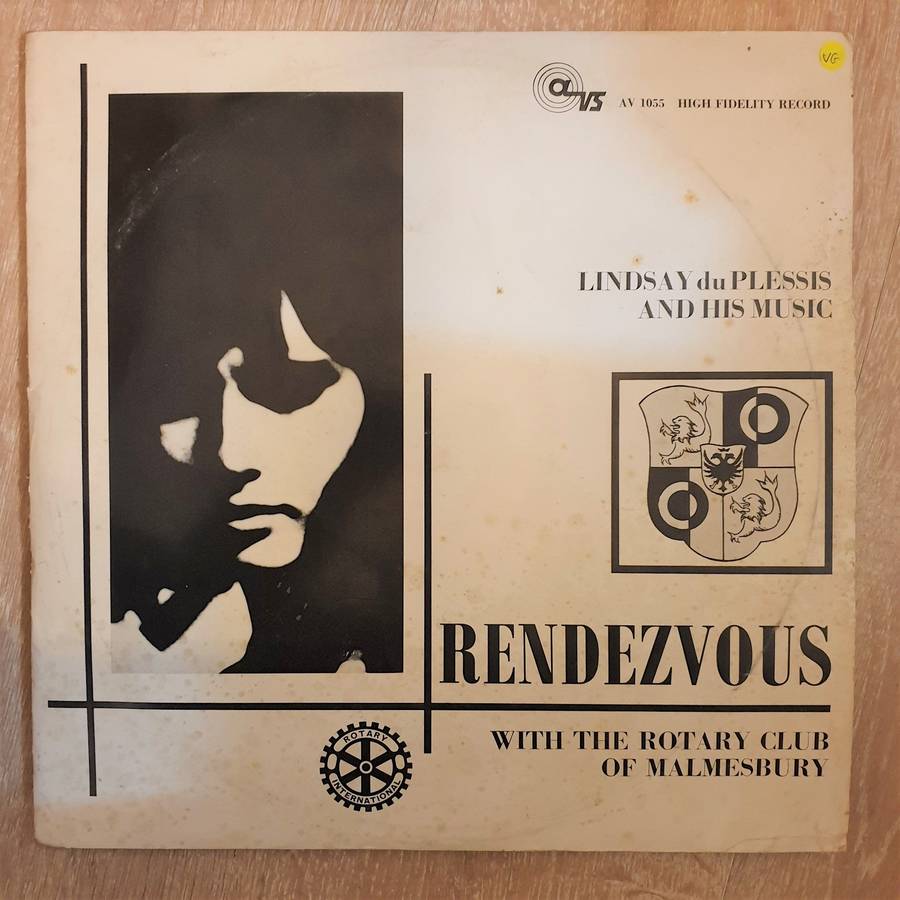 VG
avs AV 1055 HIGH FIDELITY RECORD
LINDSAY du PLESSIS
AND HIS MUSIC
RENDEZVOUS
WITH THE ROTARY CLUB
OF MALMESBURY
ROTARY
INTERNATIONAL